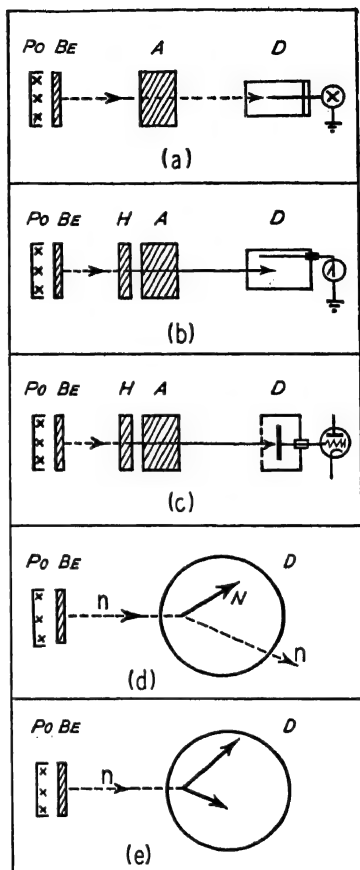 Po Be A D
(a)
Po Be H A D
(b)
Po Be H A D
(c)
Po Be D
n N n
(d)
Po Be D
n
(e)